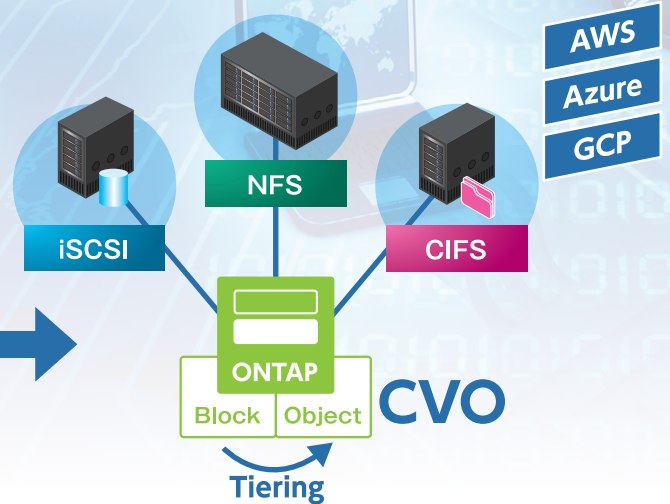 AWS
Azure
GCP
NFS
iSCSI
CIFS
ONTAP
Block
Object
CVO
Tiering